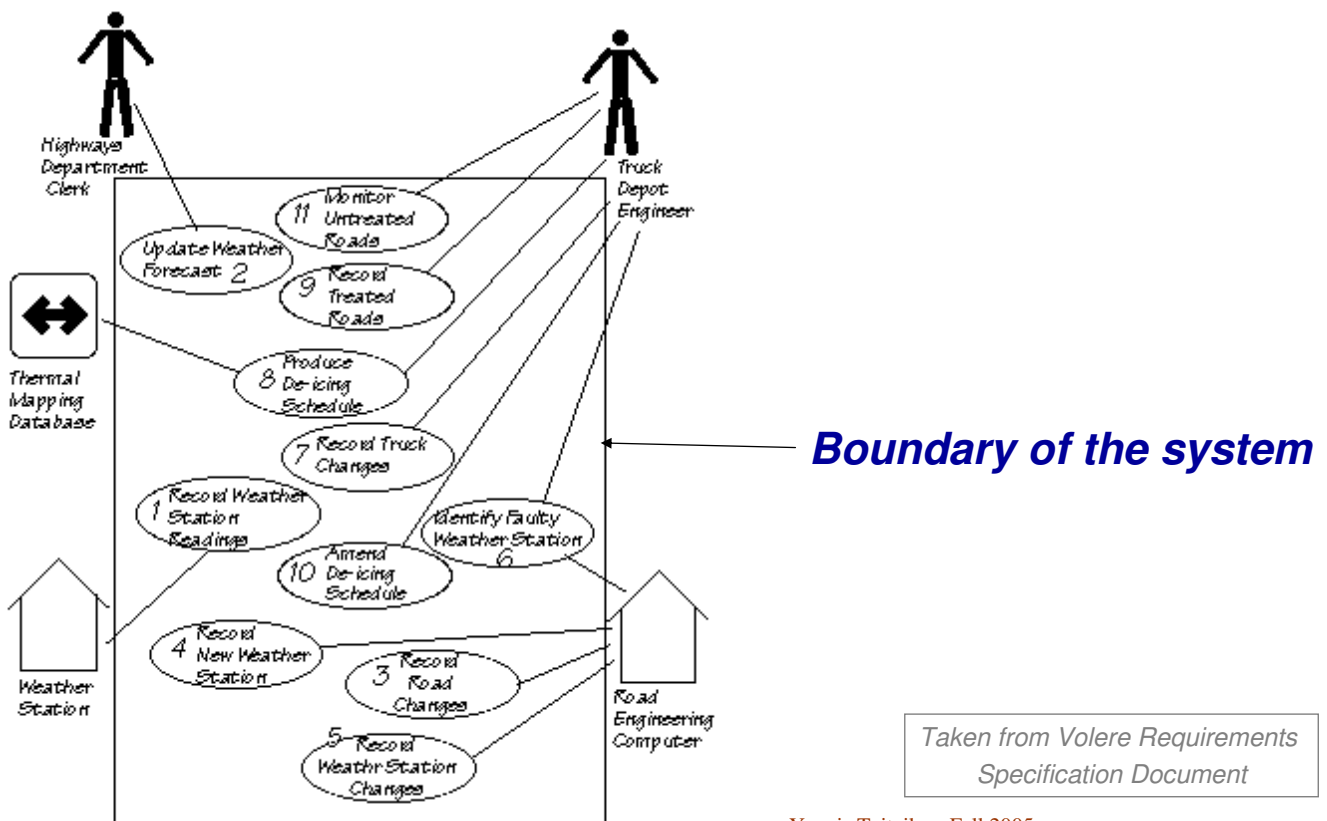 Highways
Department
Clerk
Truck
Depot
Engineer
11 Monitor
Untreated
Roads
Update Weather
Forecast 2
9 Record
Treated
Roads
Thermal
Mapping
Database
8 Produce
De-icing
Schedule
7 Record Truck
Changes
Boundary of the system
1 Record Weather
Station
Readings
Identify Faulty
Weather Station
6
10 Amend
De-icing
Schedule
Weather
Station
4 Record
New Weather
Station
3 Record
Road
Changes
Road
Engineering
Computer
5 Record
Weathr Station
Changes
Taken from Volere Requirements
Specification Document
Fall 2005